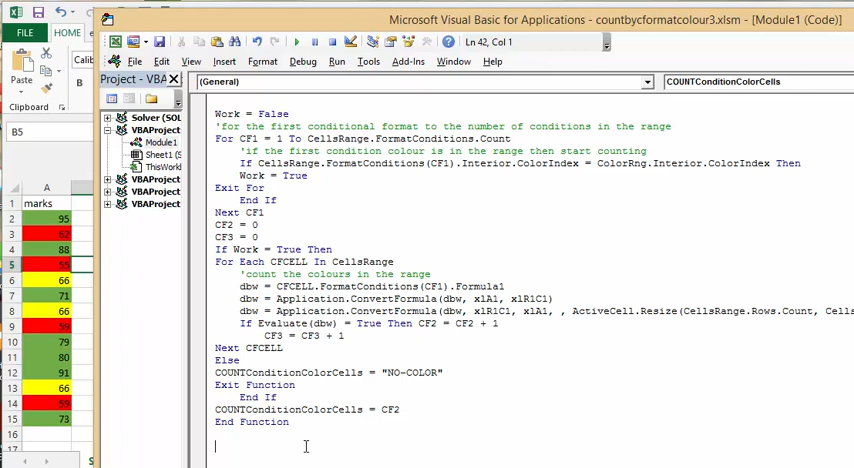 Microsoft Visual Basic for Applications - countbycformatcolour3.xlsm - [Module1 (Code)]
FILE
HOME
File Edit View Insert Format Debug Run Tools Add-Ins Window Help
Ln 42, Col 1
Paste
Calib
B
Clipboard
Project - VBA
(General)
COUNTConditionColorCells
Solver (SOL
VBAProject
Module1
Sheet1 (S
ThisWork
VBAProject
VBAProject
VBAProject
B5
A
1 marks
2 95
3 62
4 88
5 55
6 66
7 71
8 66
9 59
10 79
11 80
12 91
13 66
14 59
15 73
16
17
Work = False
'for the first conditional format to the number of conditions in the range
For CF1 = 1 To CellsRange.FormatConditions.Count
'if the first condition colour is in the range then start counting
If CellsRange.FormatConditions(CF1).Interior.ColorIndex = ColorRng.Interior.ColorIndex Then
Work = True
Exit For
End If
Next CF1
CF2 = 0
CF3 = 0
If Work = True Then
For Each CFCELL In CellsRange
'count the colours in the range
dbw = CFCELL.FormatConditions(CF1).Formula1
dbw = Application.ConvertFormula(dbw, xlA1, xlR1C1)
dbw = Application.ConvertFormula(dbw, xlR1C1, xlA1, , ActiveCell.Resize(CellsRange.Rows.Count, Cells
If Evaluate(dbw) = True Then CF2 = CF2 + 1
CF3 = CF3 + 1
Next CFCELL
Else
COUNTConditionColorCells = "NO-COLOR"
Exit Function
End If
COUNTConditionColorCells = CF2
End Function